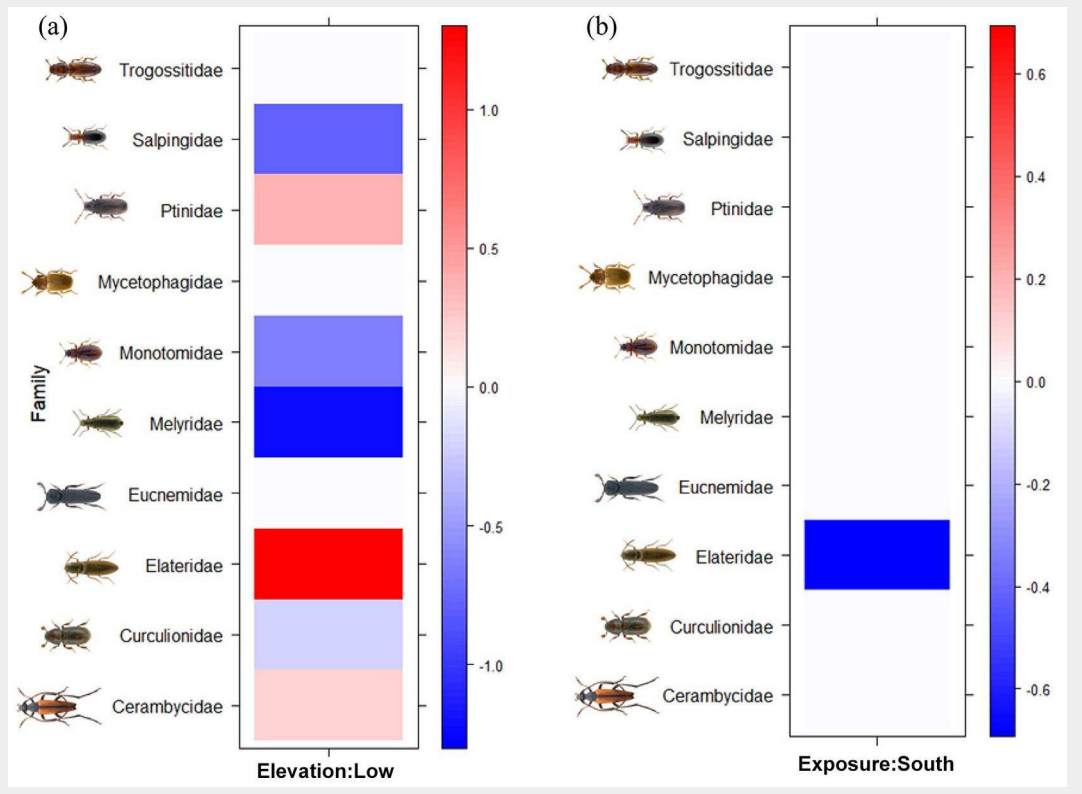 (a)
Trogossitidae
Salpingidae
Ptinidae
Mycetophagidae
Monotomidae
Melyridae
Eucnemidae
Elateridae
Curculionidae
Cerambycidae
Family
Elevation:Low
1.0
0.5
0.0
-0.5
-1.0
(b)
Trogossitidae
Salpingidae
Ptinidae
Mycetophagidae
Monotomidae
Melyridae
Eucnemidae
Elateridae
Curculionidae
Cerambycidae
Exposure:South
0.6
0.4
0.2
0.0
-0.2
-0.4
-0.6